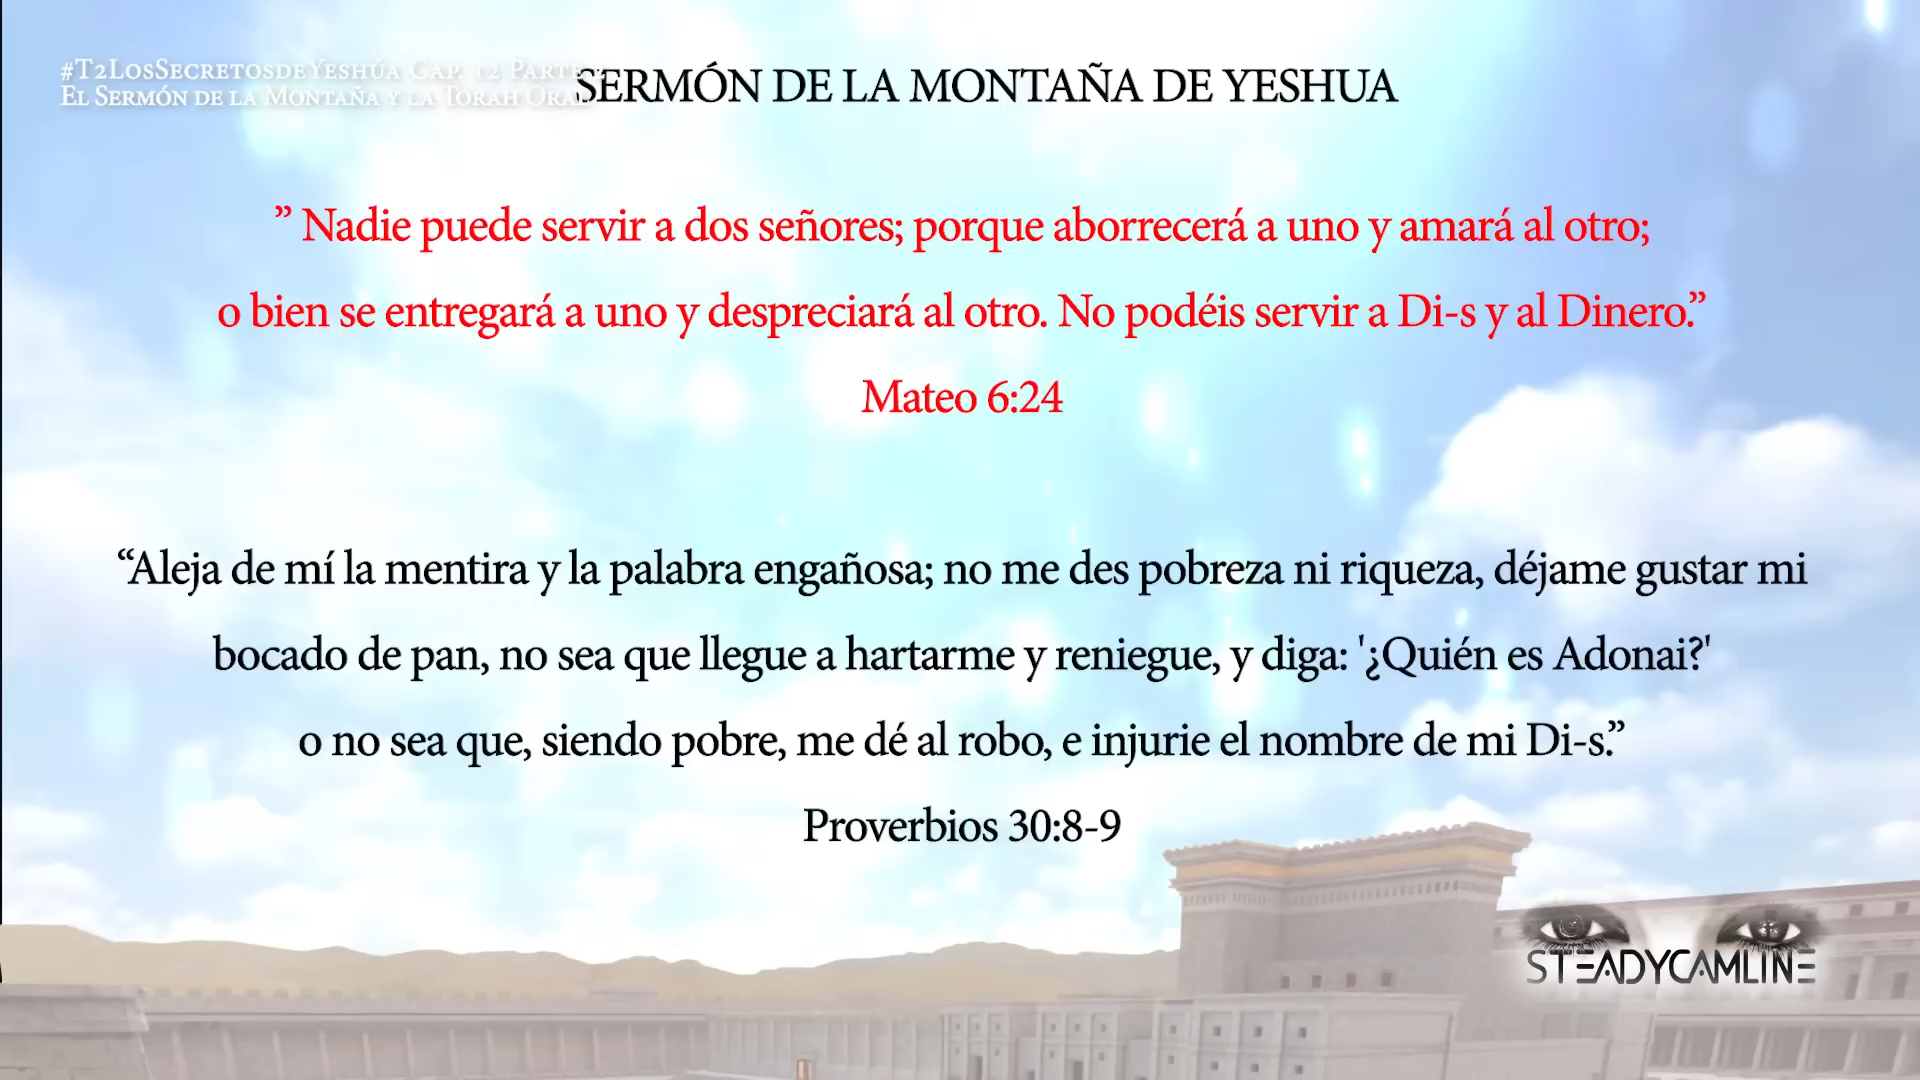 #T2LosSecretosdeYeshúa Cap. 12 Parte
El Sermón de la Montaña y la Torah Oral
SERMÓN DE LA MONTAÑA DE YESHUA
” Nadie puede servir a dos señores; porque aborrecerá a uno y amará al otro;
o bien se entregará a uno y despreciará al otro. No podéis servir a Di-s y al Dinero.”
Mateo 6:24
“Aleja de mí la mentira y la palabra engañosa; no me des pobreza ni riqueza, déjame gustar mi
bocado de pan, no sea que llegue a hartarme y reniegue, y diga: '¿Quién es Adonai?'
o no sea que, siendo pobre, me dé al robo, e injurie el nombre de mi Di-s.”
Proverbios 30:8-9
STEADYCAMLINE